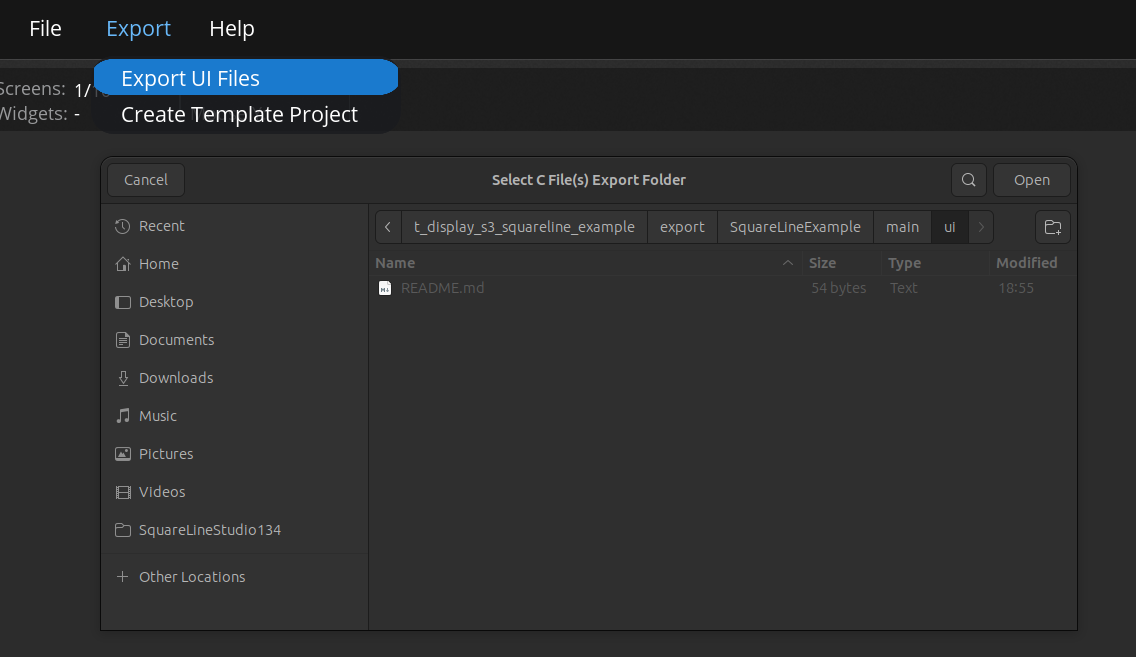 File Export Help
Export UI Files
Screens: 1/
Create Template Project
Widgets: -
Cancel Select C File(s) Export Folder Open
Recent
t_display_s3_squareline_example export SquareLineExample main ui
Home
Name Size Type Modified
README.md 54 bytes Text 18:55
Desktop
Documents
Downloads
Music
Pictures
Videos
SquareLineStudio134
Other Locations